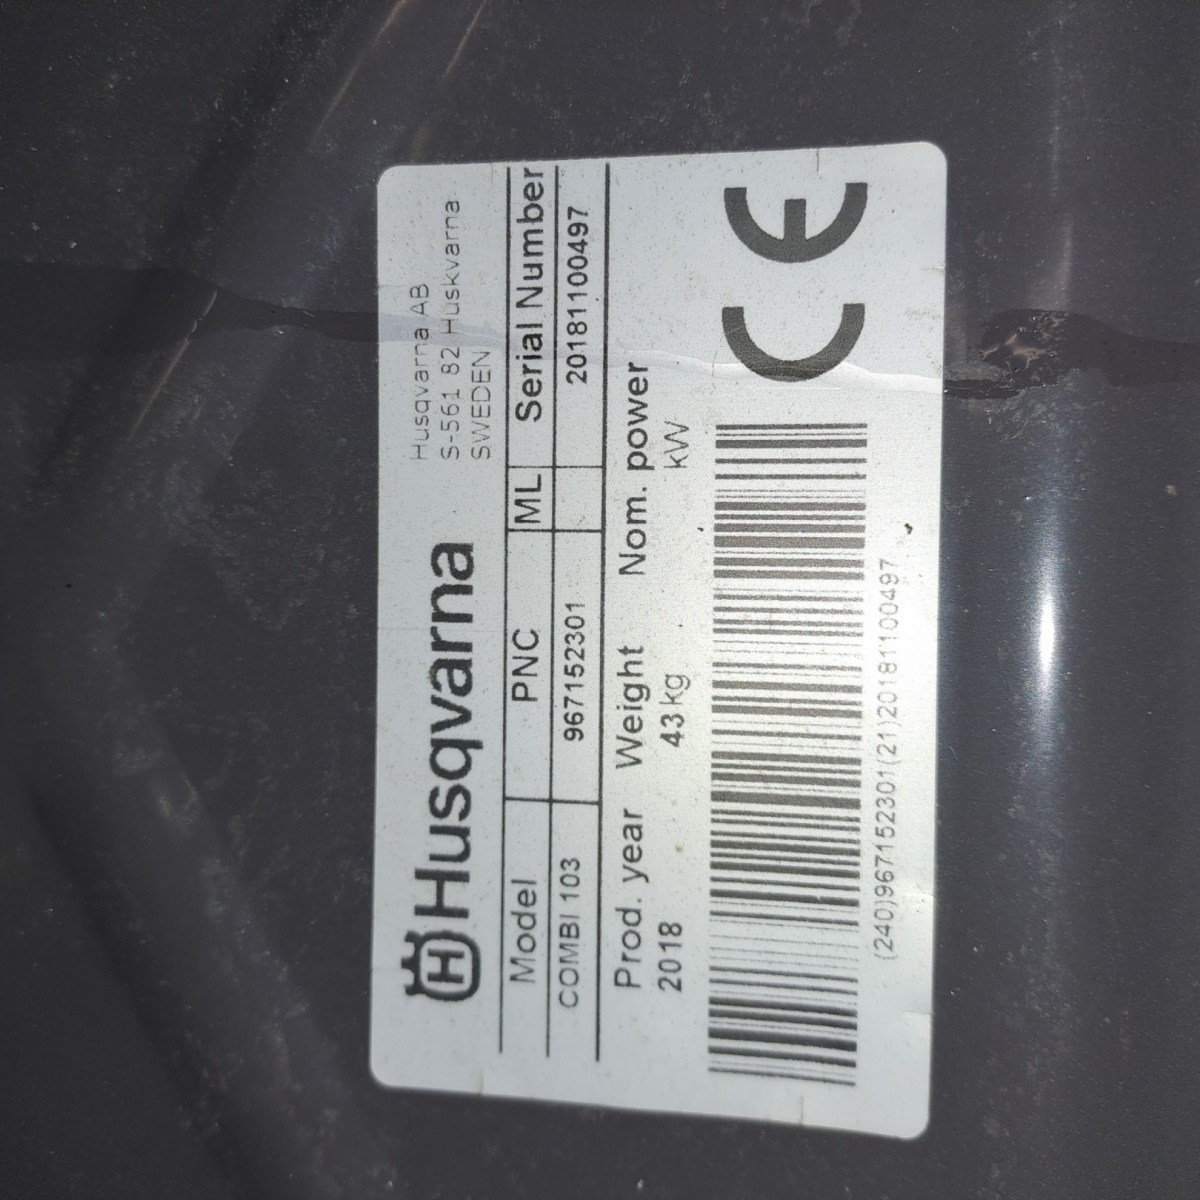 Husqvarna
Husqvarna AB
S-561 82 Huskvarna
SWEDEN
Model PNC ML Serial Number
COMBI 103 967152301 20181100497
Prod. year Weight Nom. power
2018 43 kg kW
CE
(240)967152301(21)20181100497